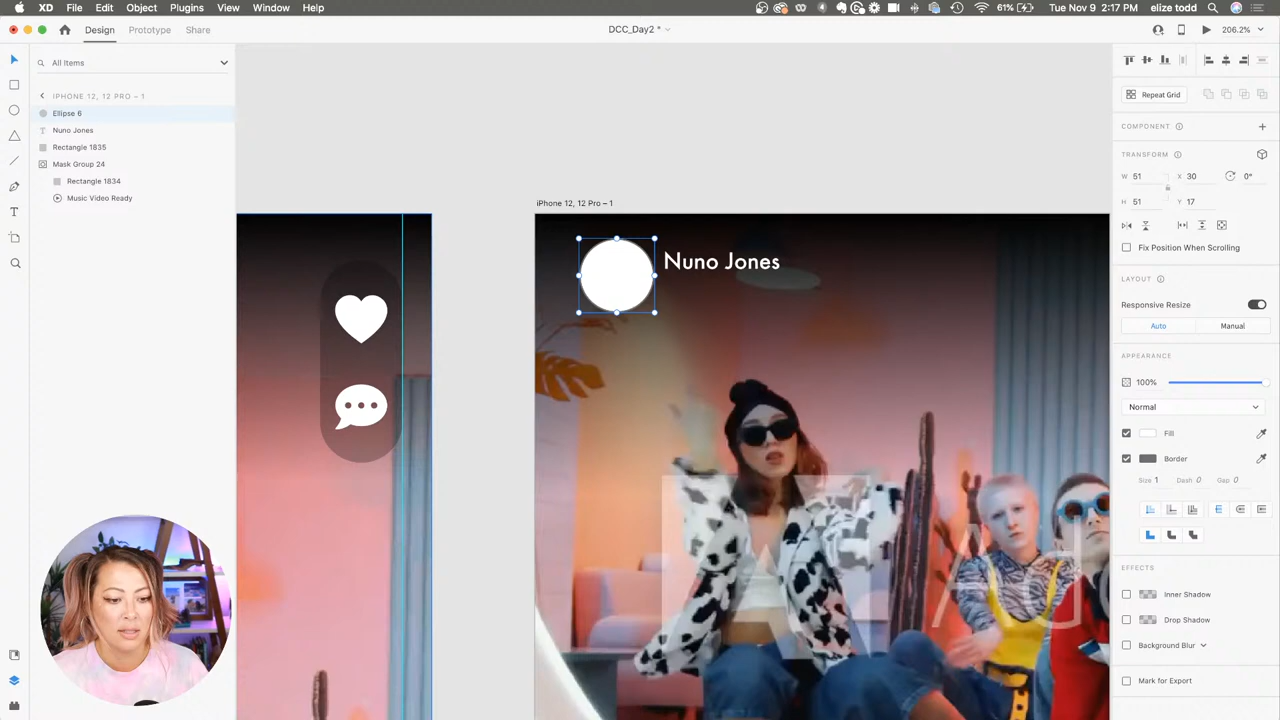 XD File Edit Object Plugins View Window Help
61% Tue Nov 9 2:17 PM elize todd
Design Prototype Share
DCC_Day2 *
206.2%
All Items
IPHONE 12, 12 PRO – 1
Ellipse 6
Nuno Jones
Rectangle 1835
Mask Group 24
Rectangle 1834
Music Video Ready
iPhone 12, 12 Pro – 1
Nuno Jones
Ad
Repeat Grid
COMPONENT
TRANSFORM
W 51 X 30 0°
H 51 Y 17
Fix Position When Scrolling
LAYOUT
Responsive Resize
Auto Manual
APPEARANCE
100%
Normal
Fill
Border
Size 1 Dash 0 Gap 0
EFFECTS
Inner Shadow
Drop Shadow
Background Blur
Mark for Export